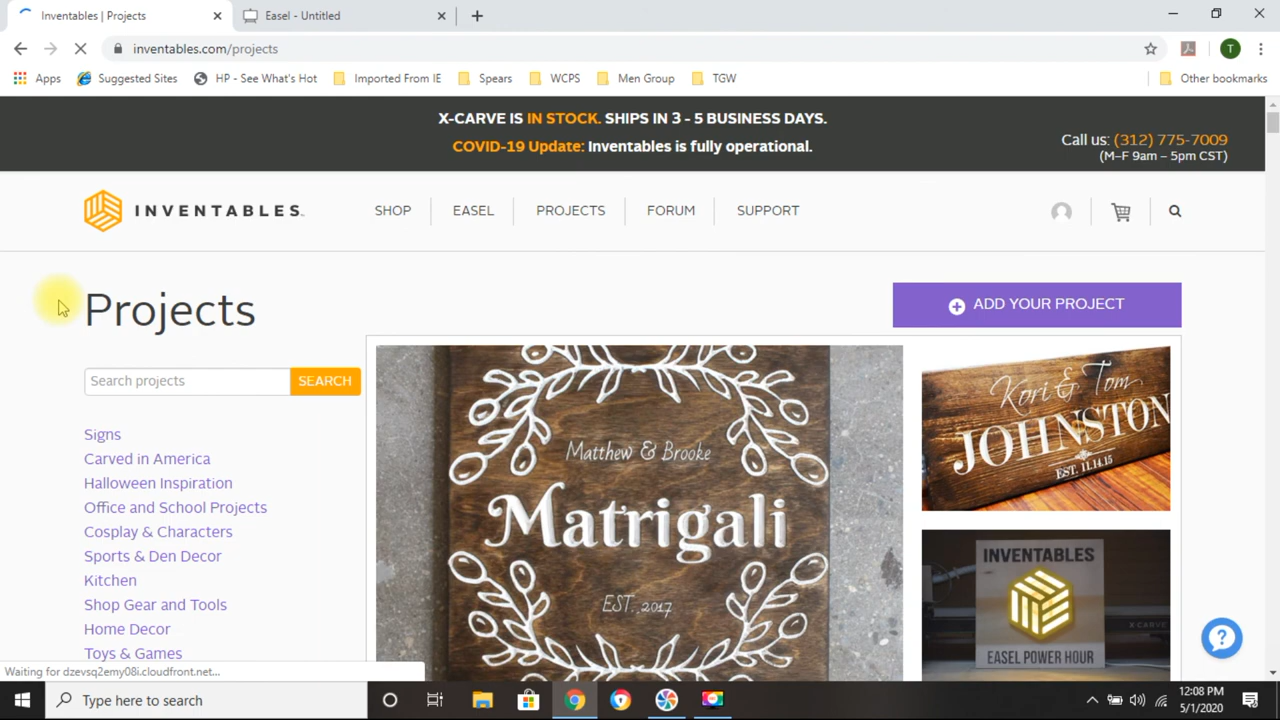 Inventables | Projects
Easel - Untitled
inventables.com/projects
T
Apps
Suggested Sites
HP - See What's Hot
Imported From IE
Spears
WCPS
Men Group
TGW
Other bookmarks
X-CARVE IS IN STOCK. SHIPS IN 3 - 5 BUSINESS DAYS.
COVID-19 Update: Inventables is fully operational.
Call us: (312) 775-7009
(M–F 9am – 5pm CST)
INVENTABLES
SHOP
EASEL
PROJECTS
FORUM
SUPPORT
Projects
ADD YOUR PROJECT
Search projects
SEARCH
Signs
Carved in America
Halloween Inspiration
Office and School Projects
Cosplay & Characters
Sports & Den Decor
Kitchen
Shop Gear and Tools
Home Decor
Toys & Games
Matthew & Brooke
Matrigali
EST. 2017
Kori & Tom
JOHNSTON
EST. 11.14.15
INVENTABLES
X-CARVE
EASEL POWER HOUR
Waiting for dzevsq2emy08i.cloudfront.net...
Type here to search
12:08 PM
5/1/2020